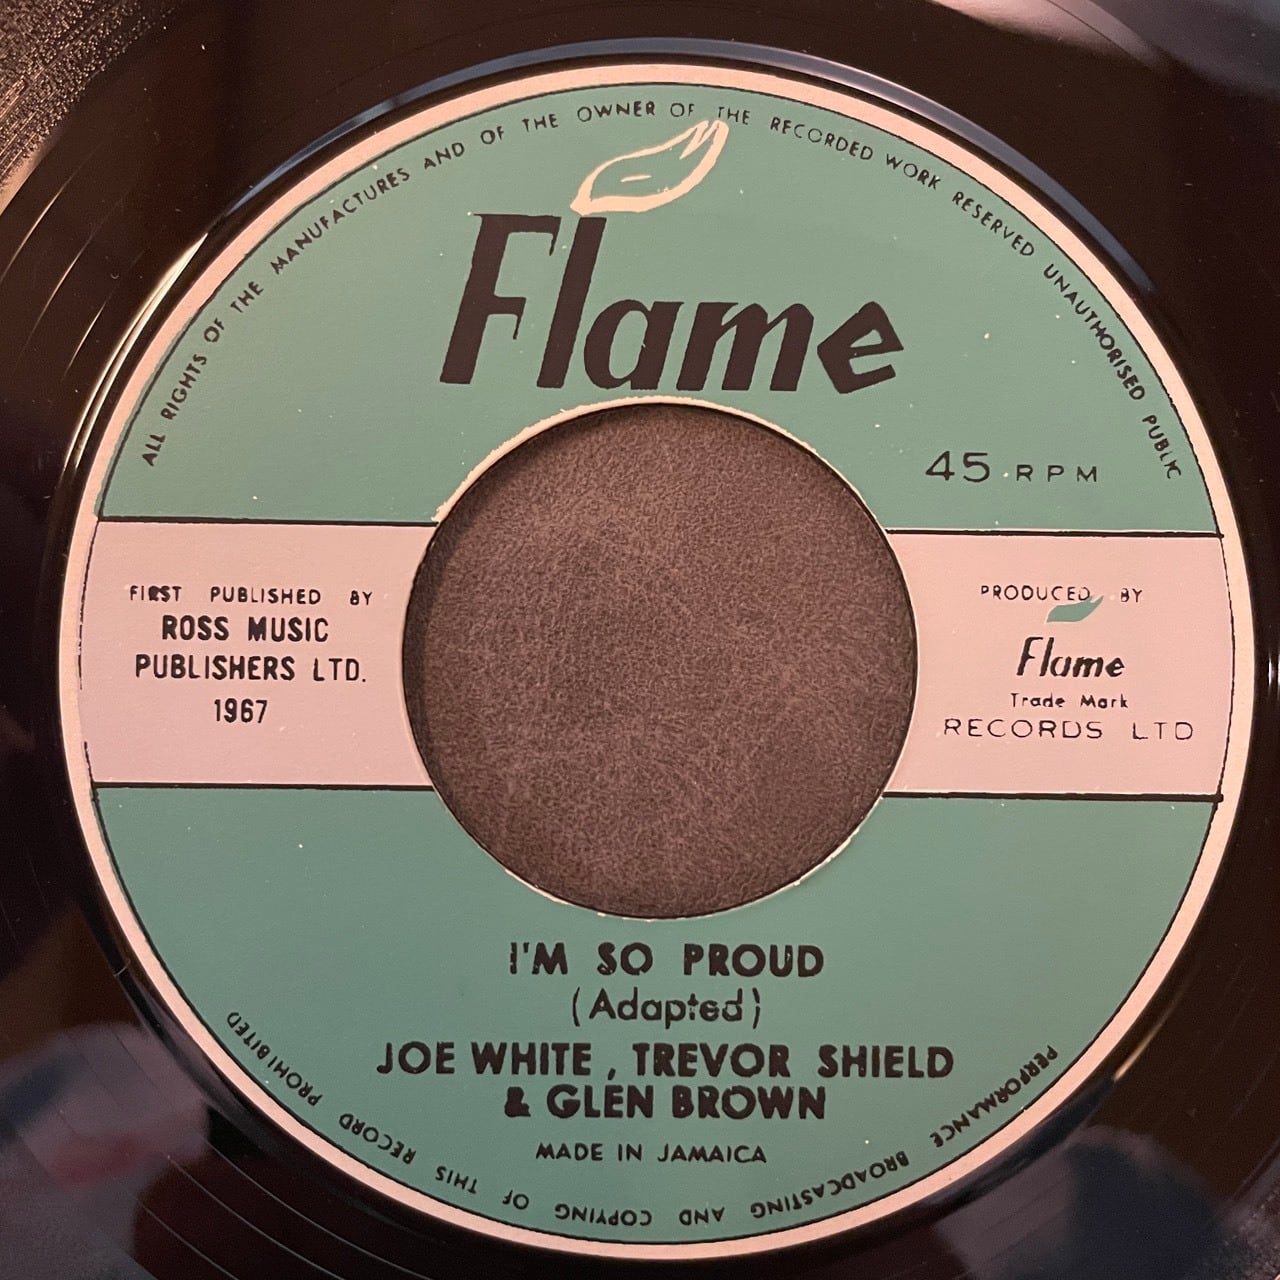 ALL RIGHTS OF THE MANUFACTURES AND OF THE OWNER OF THE RECORDED WORK RESERVED UNAUTHORISED PUBLIC
Flame
45 RPM
FIRST PUBLISHED BY
ROSS MUSIC
PUBLISHERS LTD.
1967
PRODUCED BY
Flame
Trade Mark
RECORDS LTD
I'M SO PROUD
(Adapted)
JOE WHITE, TREVOR SHIELD
& GLEN BROWN
MADE IN JAMAICA
PERFORMANCE BROADCASTING AND COPYING OF THIS RECORD PROHIBITED